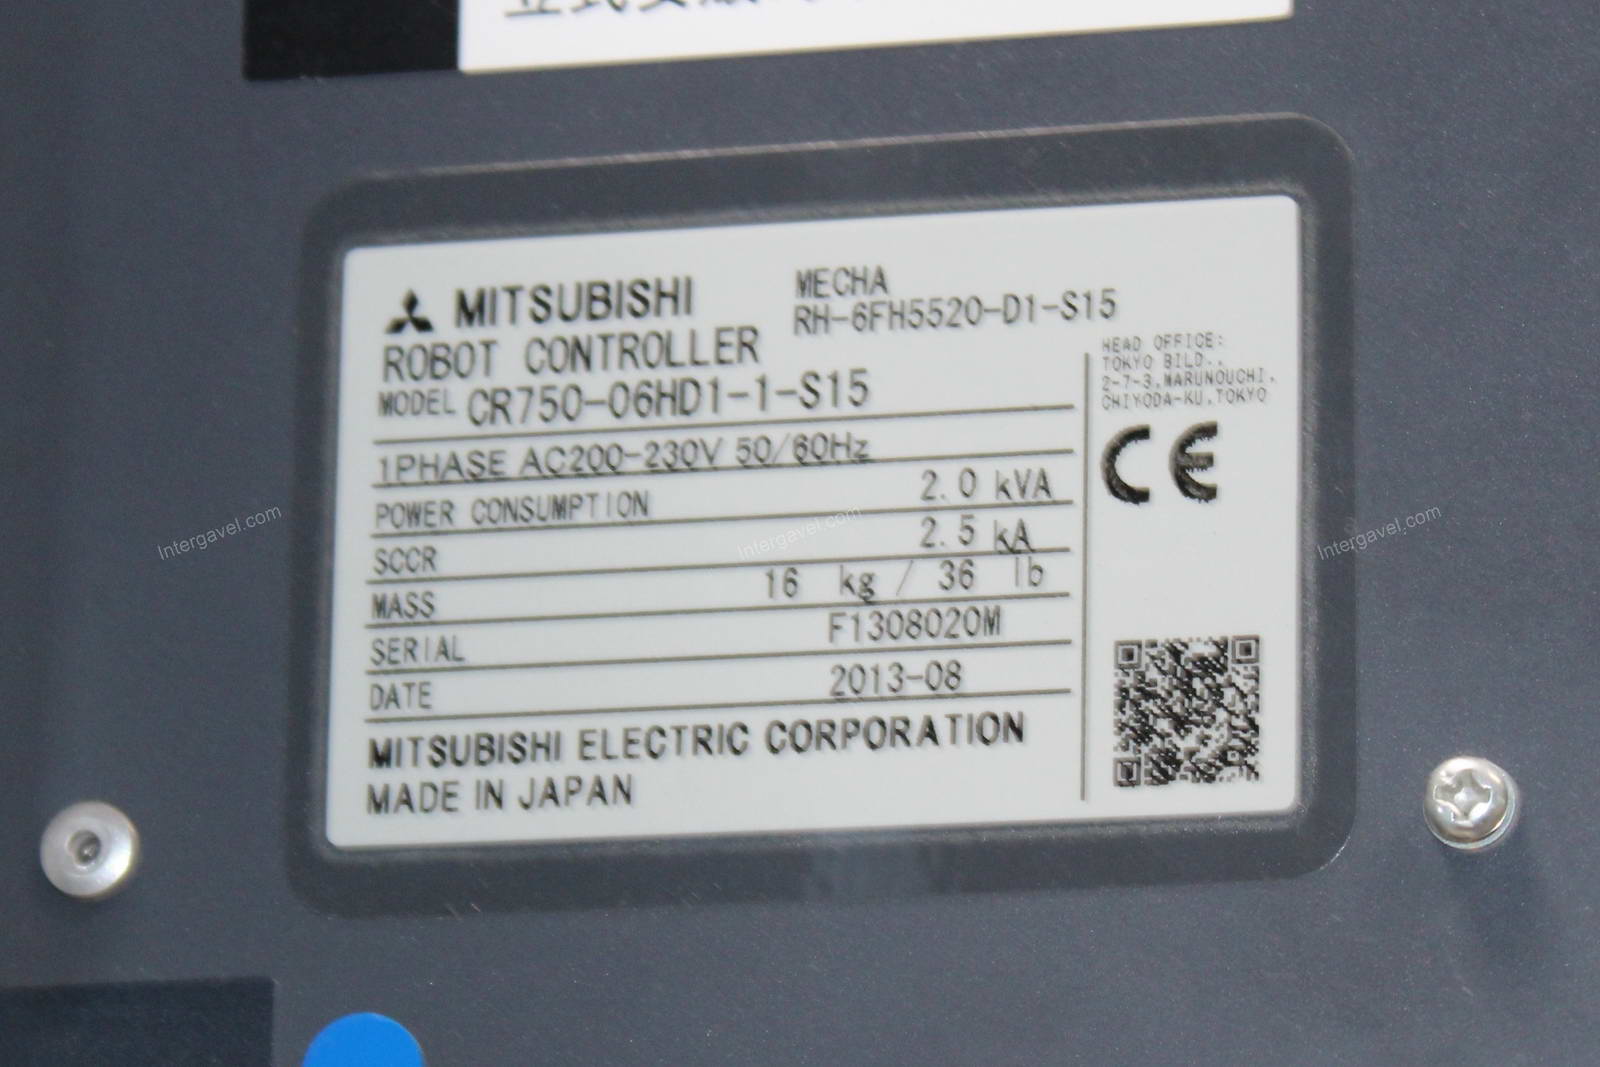 MITSUBISHI
ROBOT CONTROLLER
MODEL CR750-06HD1-1-S15
MECHA
RH-6FH5520-D1-S15
1PHASE AC200-230V 50/60Hz
POWER CONSUMPTION 2.0 kVA
SCCR 2.5 kA
MASS 16 kg / 36 lb
SERIAL F1308020M
DATE 2013-08
MITSUBISHI ELECTRIC CORPORATION
MADE IN JAPAN
HEAD OFFICE:
TOKYO BILD.,
2-7-3,MARUNOUCHI,
CHIYODA-KU,TOKYO
CE
Intergavel.com
Intergavel.com
Intergavel.com